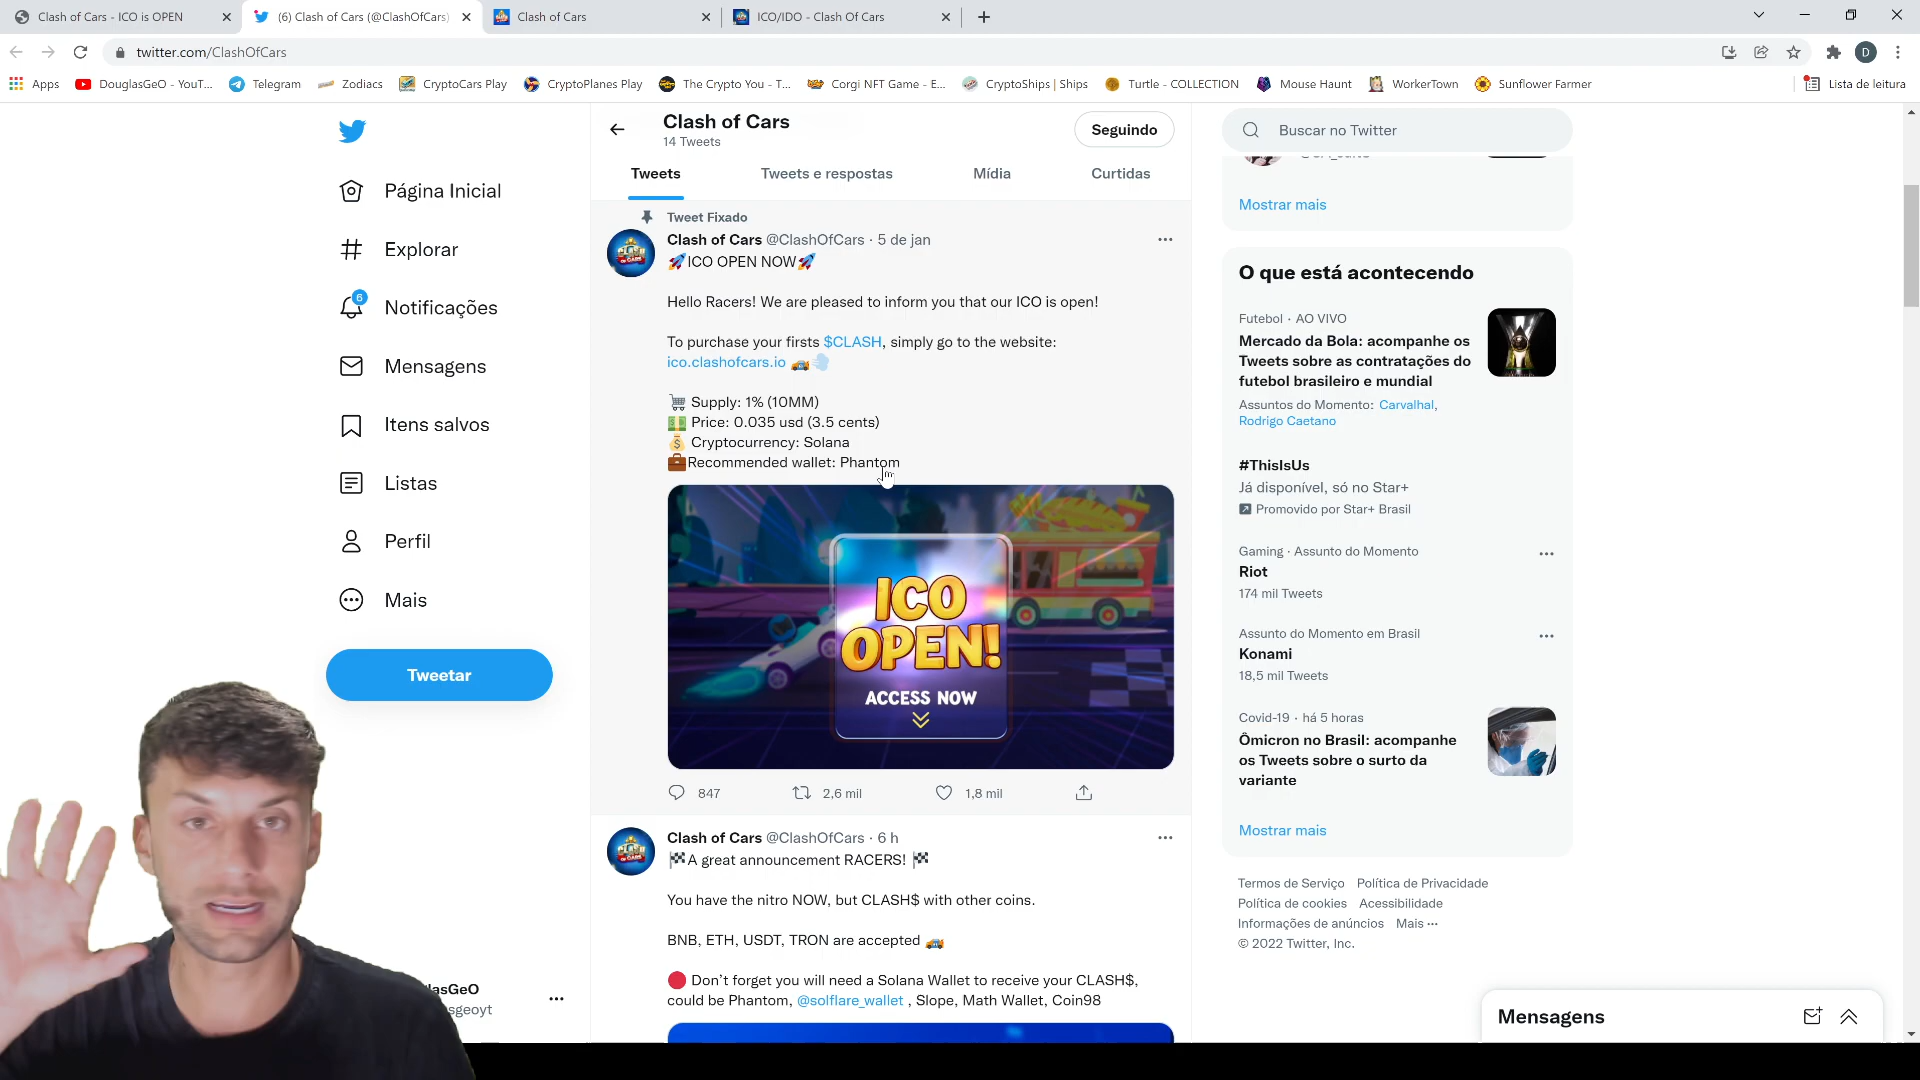 Clash of Cars - ICO is OPEN
(6) Clash of Cars (@ClashOfCars)
Clash of Cars
ICO/IDO - Clash Of Cars
twitter.com/ClashOfCars
D
Apps
DouglasGeO - YouT...
Telegram
Zodiacs
CryptoCars Play
CryptoPlanes Play
The Crypto You - T...
Corgi NFT Game - E...
CryptoShips | Ships
Turtle - COLLECTION
Mouse Haunt
WorkerTown
Sunflower Farmer
Lista de leitura
Página Inicial
Explorar
6
Notificações
Mensagens
Itens salvos
Listas
Perfil
Mais
Tweetar
lasGeO
sgeoyt
Clash of Cars
14 Tweets
Seguindo
Tweets
Tweets e respostas
Mídia
Curtidas
Tweet Fixado
Clash of Cars @ClashOfCars · 5 de jan
🚀ICO OPEN NOW🚀
Hello Racers! We are pleased to inform you that our ICO is open!
To purchase your firsts $CLASH, simply go to the website:
ico.clashofcars.io 🚗💨
🛒 Supply: 1% (10MM)
💵 Price: 0.035 usd (3.5 cents)
💰 Cryptocurrency: Solana
💼Recommended wallet: Phantom
ICO
OPEN!
ACCESS NOW
847
2,6 mil
1,8 mil
Clash of Cars @ClashOfCars · 6 h
🏁A great announcement RACERS! 🏁
You have the nitro NOW, but CLASH$ with other coins.
BNB, ETH, USDT, TRON are accepted 🚗
🔴 Don't forget you will need a Solana Wallet to receive your CLASH$,
could be Phantom, @solflare_wallet , Slope, Math Wallet, Coin98
Buscar no Twitter
Mostrar mais
O que está acontecendo
Futebol · AO VIVO
Mercado da Bola: acompanhe os
Tweets sobre as contratações do
futebol brasileiro e mundial
Assuntos do Momento: Carvalhal,
Rodrigo Caetano
#ThisIsUs
Já disponível, só no Star+
Promovido por Star+ Brasil
Gaming · Assunto do Momento
Riot
174 mil Tweets
Assunto do Momento em Brasil
Konami
18,5 mil Tweets
Covid-19 · há 5 horas
Ômicron no Brasil: acompanhe
os Tweets sobre o surto da
variante
Mostrar mais
Termos de Serviço Política de Privacidade
Política de cookies Acessibilidade
Informações de anúncios Mais ···
© 2022 Twitter, Inc.
Mensagens